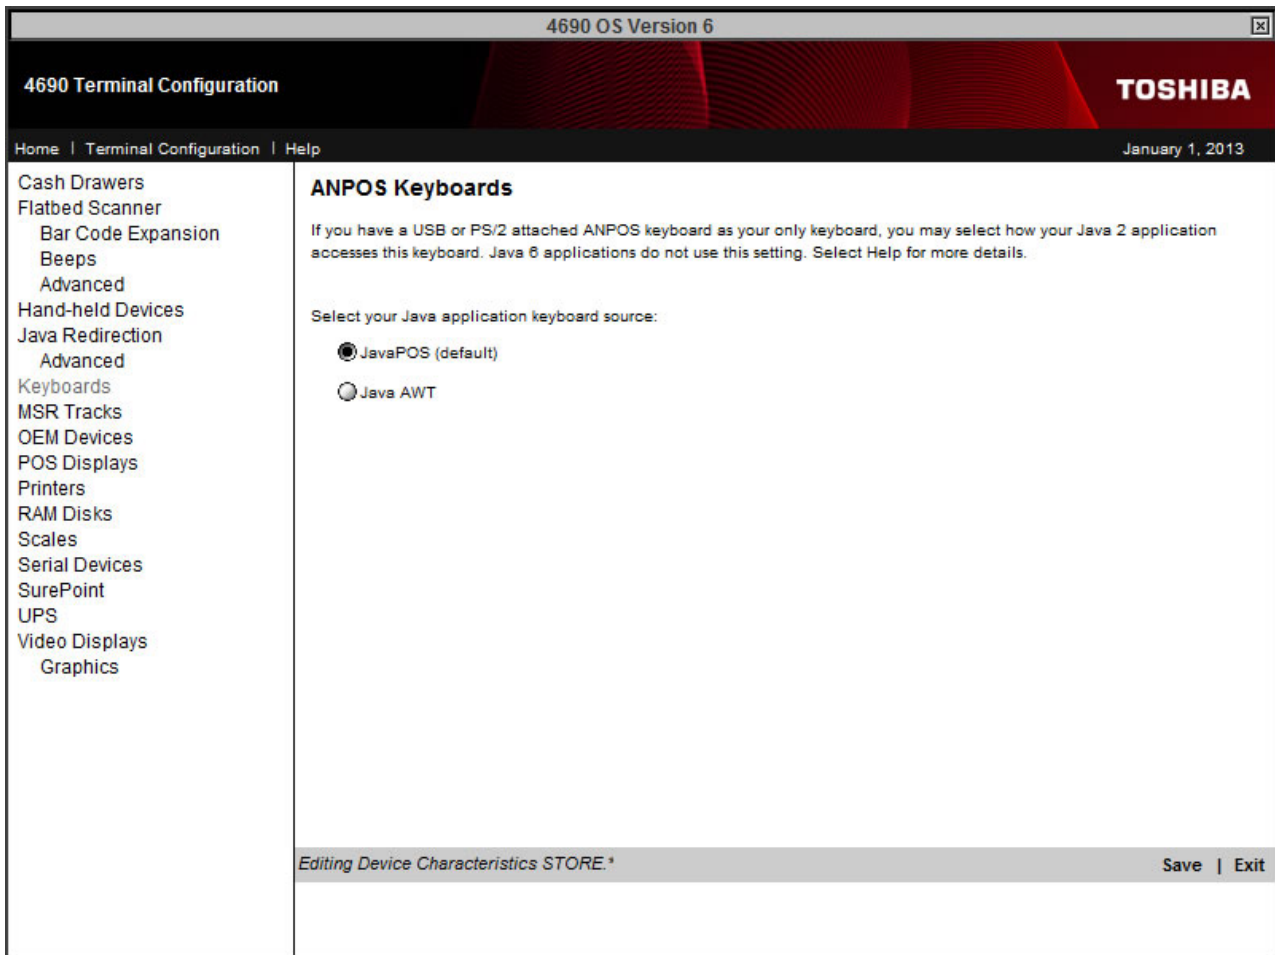 4690 OS Version 6
4690 Terminal Configuration
TOSHIBA
Home | Terminal Configuration | Help
January 1, 2013
Cash Drawers
Flatbed Scanner
Bar Code Expansion
Beeps
Advanced
Hand-held Devices
Java Redirection
Advanced
Keyboards
MSR Tracks
OEM Devices
POS Displays
Printers
RAM Disks
Scales
Serial Devices
SurePoint
UPS
Video Displays
Graphics
ANPOS Keyboards
If you have a USB or PS/2 attached ANPOS keyboard as your only keyboard, you may select how your Java 2 application
accesses this keyboard. Java 6 applications do not use this setting. Select Help for more details.
Select your Java application keyboard source:
JavaPOS (default)
Java AWT
Editing Device Characteristics STORE.*
Save | Exit